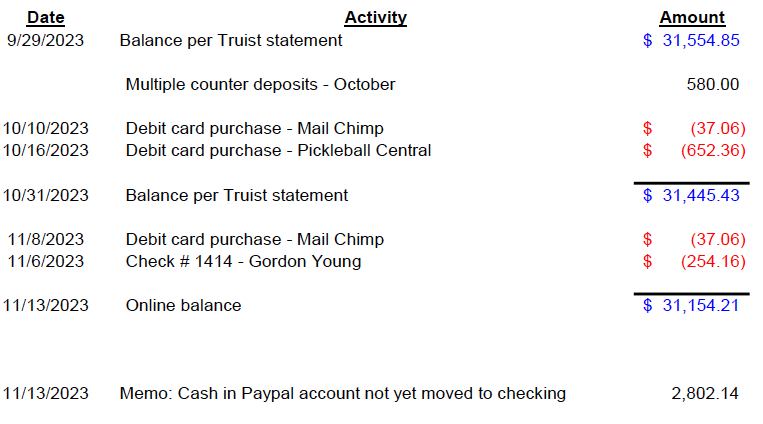 Date Activity Amount
9/29/2023 Balance per Truist statement $ 31,554.85
Multiple counter deposits - October 580.00
10/10/2023 Debit card purchase - Mail Chimp $ (37.06)
10/16/2023 Debit card purchase - Pickleball Central $ (652.36)
10/31/2023 Balance per Truist statement $ 31,445.43
11/8/2023 Debit card purchase - Mail Chimp $ (37.06)
11/6/2023 Check # 1414 - Gordon Young $ (254.16)
11/13/2023 Online balance $ 31,154.21
11/13/2023 Memo: Cash in Paypal account not yet moved to checking 2,802.14